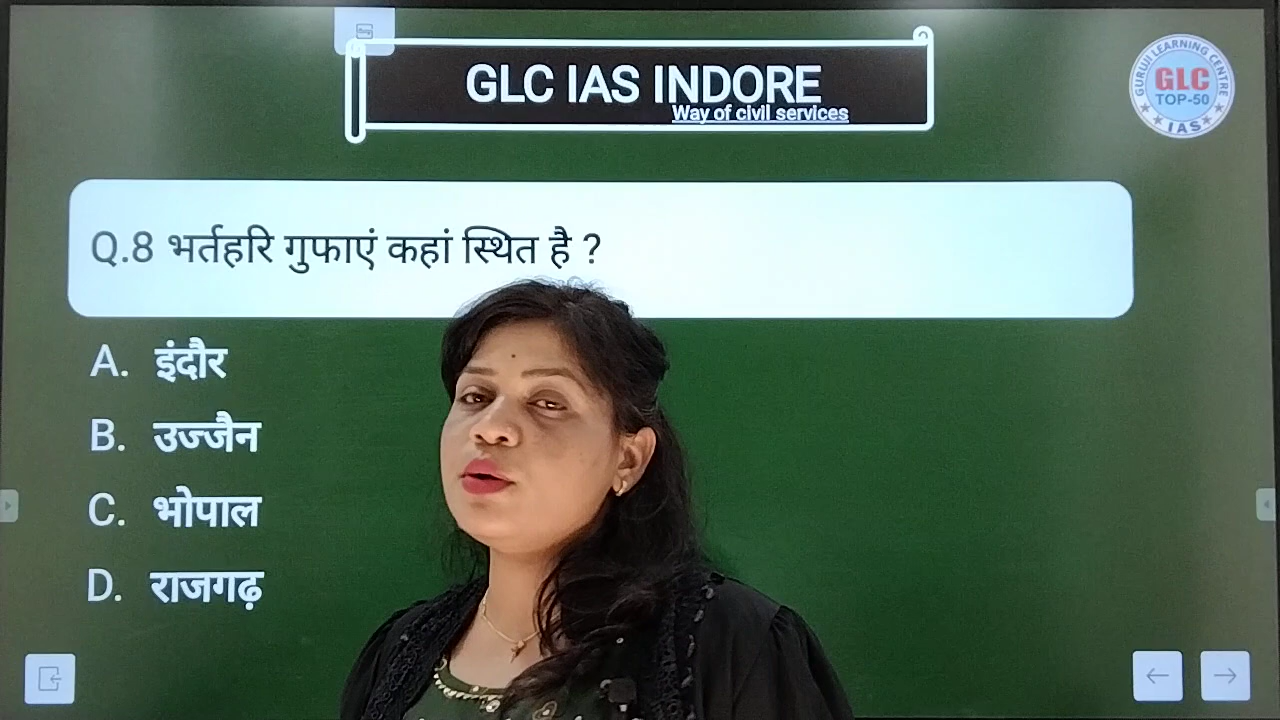 GLC IAS INDORE
Way of civil services
GURUJI LEARNING CENTRE
GLC
TOP-50
IAS
Q.8 भर्तहरि गुफाएं कहां स्थित है ?
A. इंदौर
B. उज्जैन
C. भोपाल
D. राजगढ़